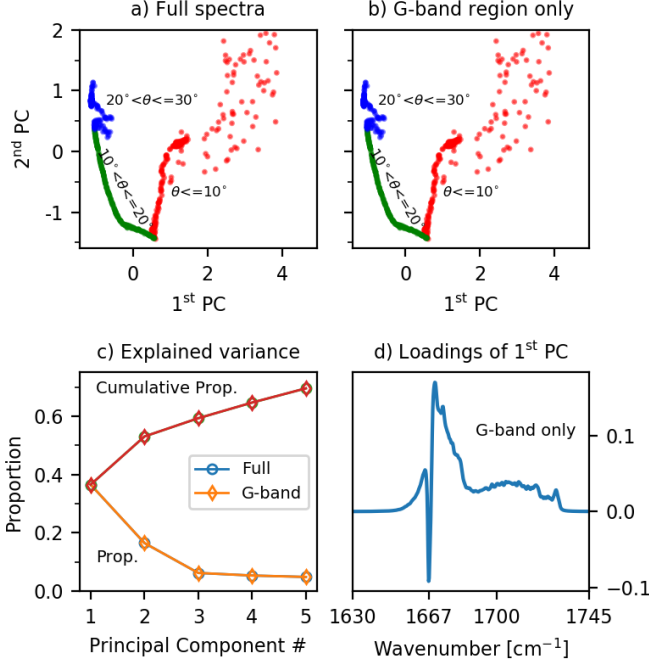 a) Full spectra
b) G-band region only
2
1
0
-1
2nd PC
20°<θ<=30°
10°<θ<=20°
θ<=10°
20°<θ<=30°
10°<θ<=20°
θ<=10°
0 2 4
0 2 4
1st PC
1st PC
c) Explained variance
d) Loadings of 1st PC
0.6
0.4
0.2
0.0
Proportion
Cumulative Prop.
Full
G-band
Prop.
1 2 3 4 5
Principal Component #
G-band only
0.1
0.0
−0.1
1630 1667 1700 1745
Wavenumber [cm−1]